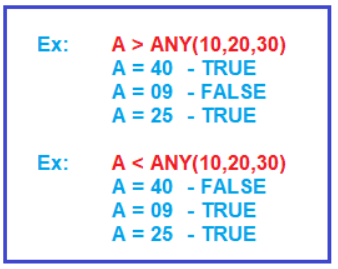 Ex: A > ANY(10,20,30)
A = 40 - TRUE
A = 09 - FALSE
A = 25 - TRUE
Ex: A < ANY(10,20,30)
A = 40 - FALSE
A = 09 - TRUE
A = 25 - TRUE